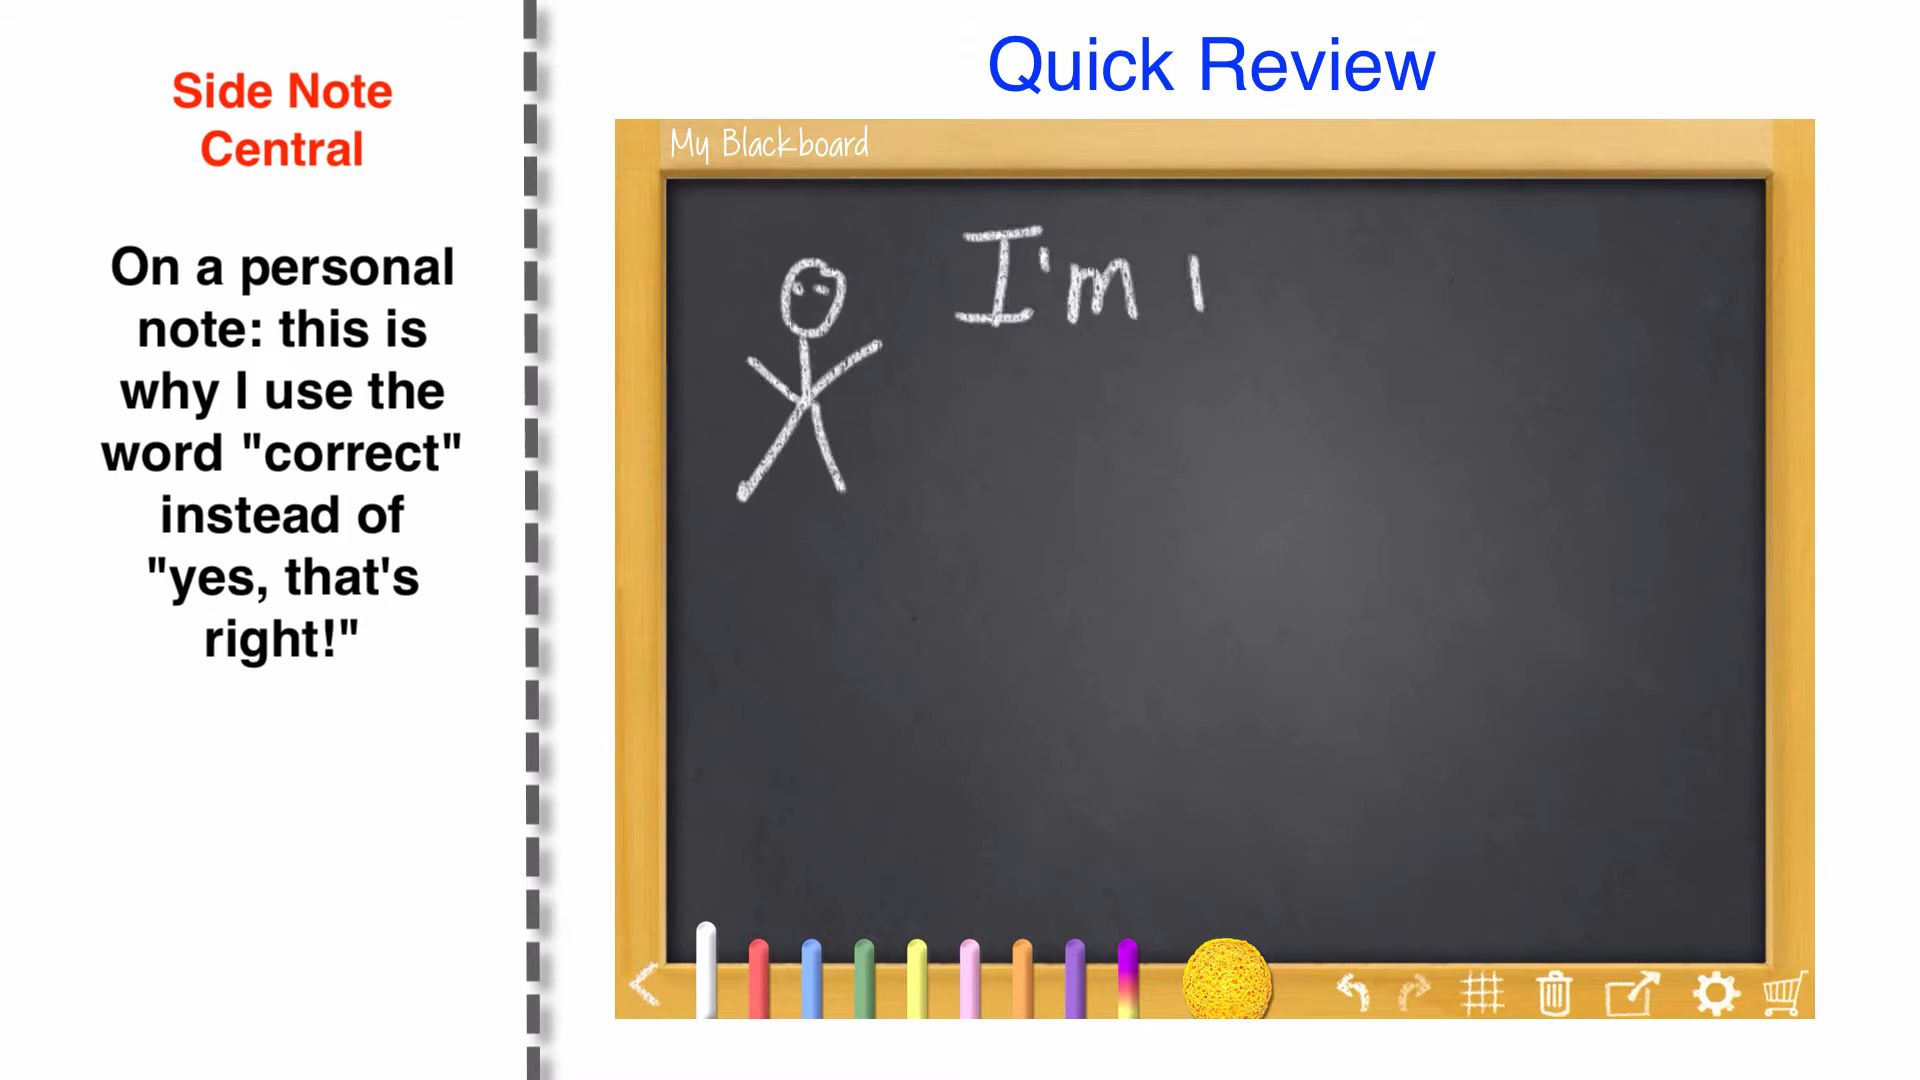 Side Note
Central
On a personal
note: this is
why I use the
word "correct"
instead of
"yes, that's
right!"
Quick Review
My Blackboard
I'm